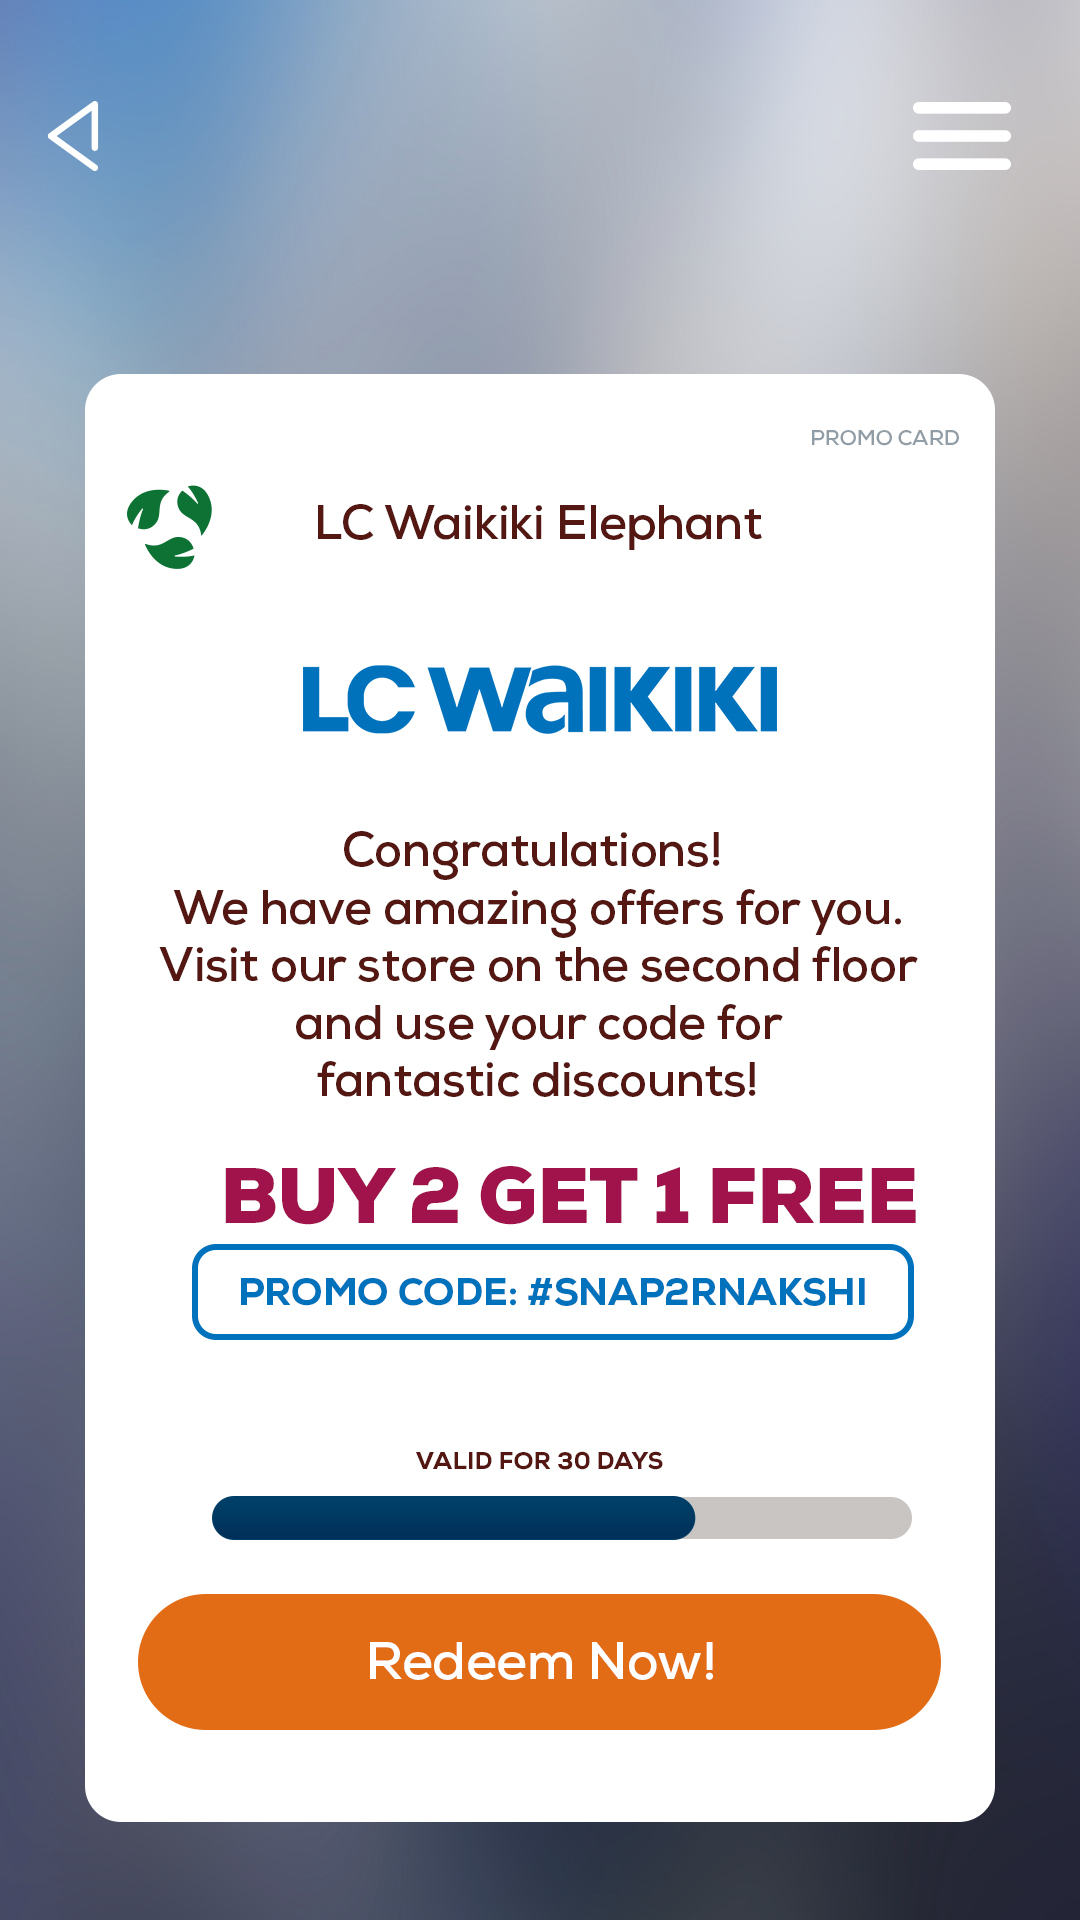 PROMO CARD
LC Waikiki Elephant
LC WAIKIKI
Congratulations!
We have amazing offers for you.
Visit our store on the second floor
and use your code for
fantastic discounts!
BUY 2 GET 1 FREE
PROMO CODE: #SNAP2RNAKSHI
VALID FOR 30 DAYS
Redeem Now!